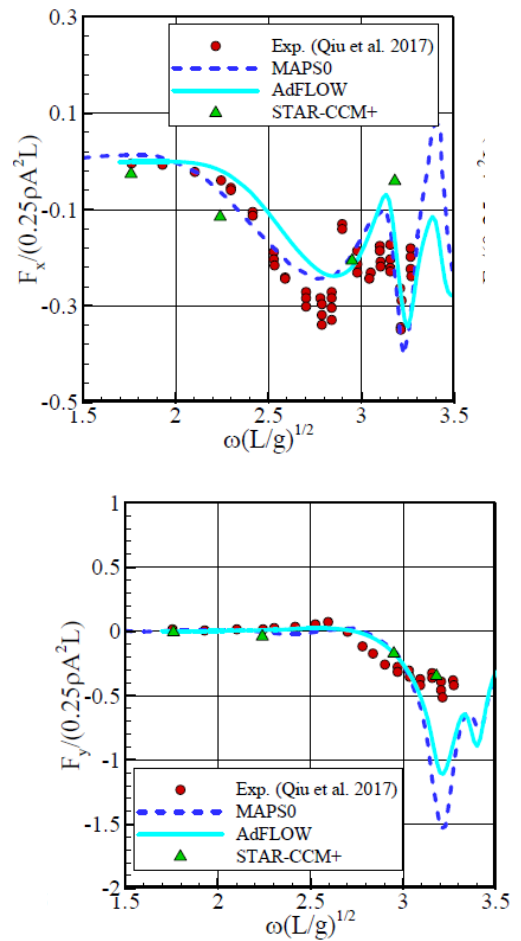 Exp. (Qiu et al. 2017)
MAPS0
AdFLOW
STAR-CCM+
0.3
0.1
-0.1
-0.3
-0.5
Fx/(0.25ρA²L)
1.5 2 2.5 3 3.5
ω(L/g)^1/2
1
0.5
0
-0.5
-1
-1.5
-2
Fy/(0.25ρA²L)
Exp. (Qiu et al. 2017)
MAPS0
AdFLOW
STAR-CCM+
1.5 2 2.5 3 3.5
ω(L/g)^1/2